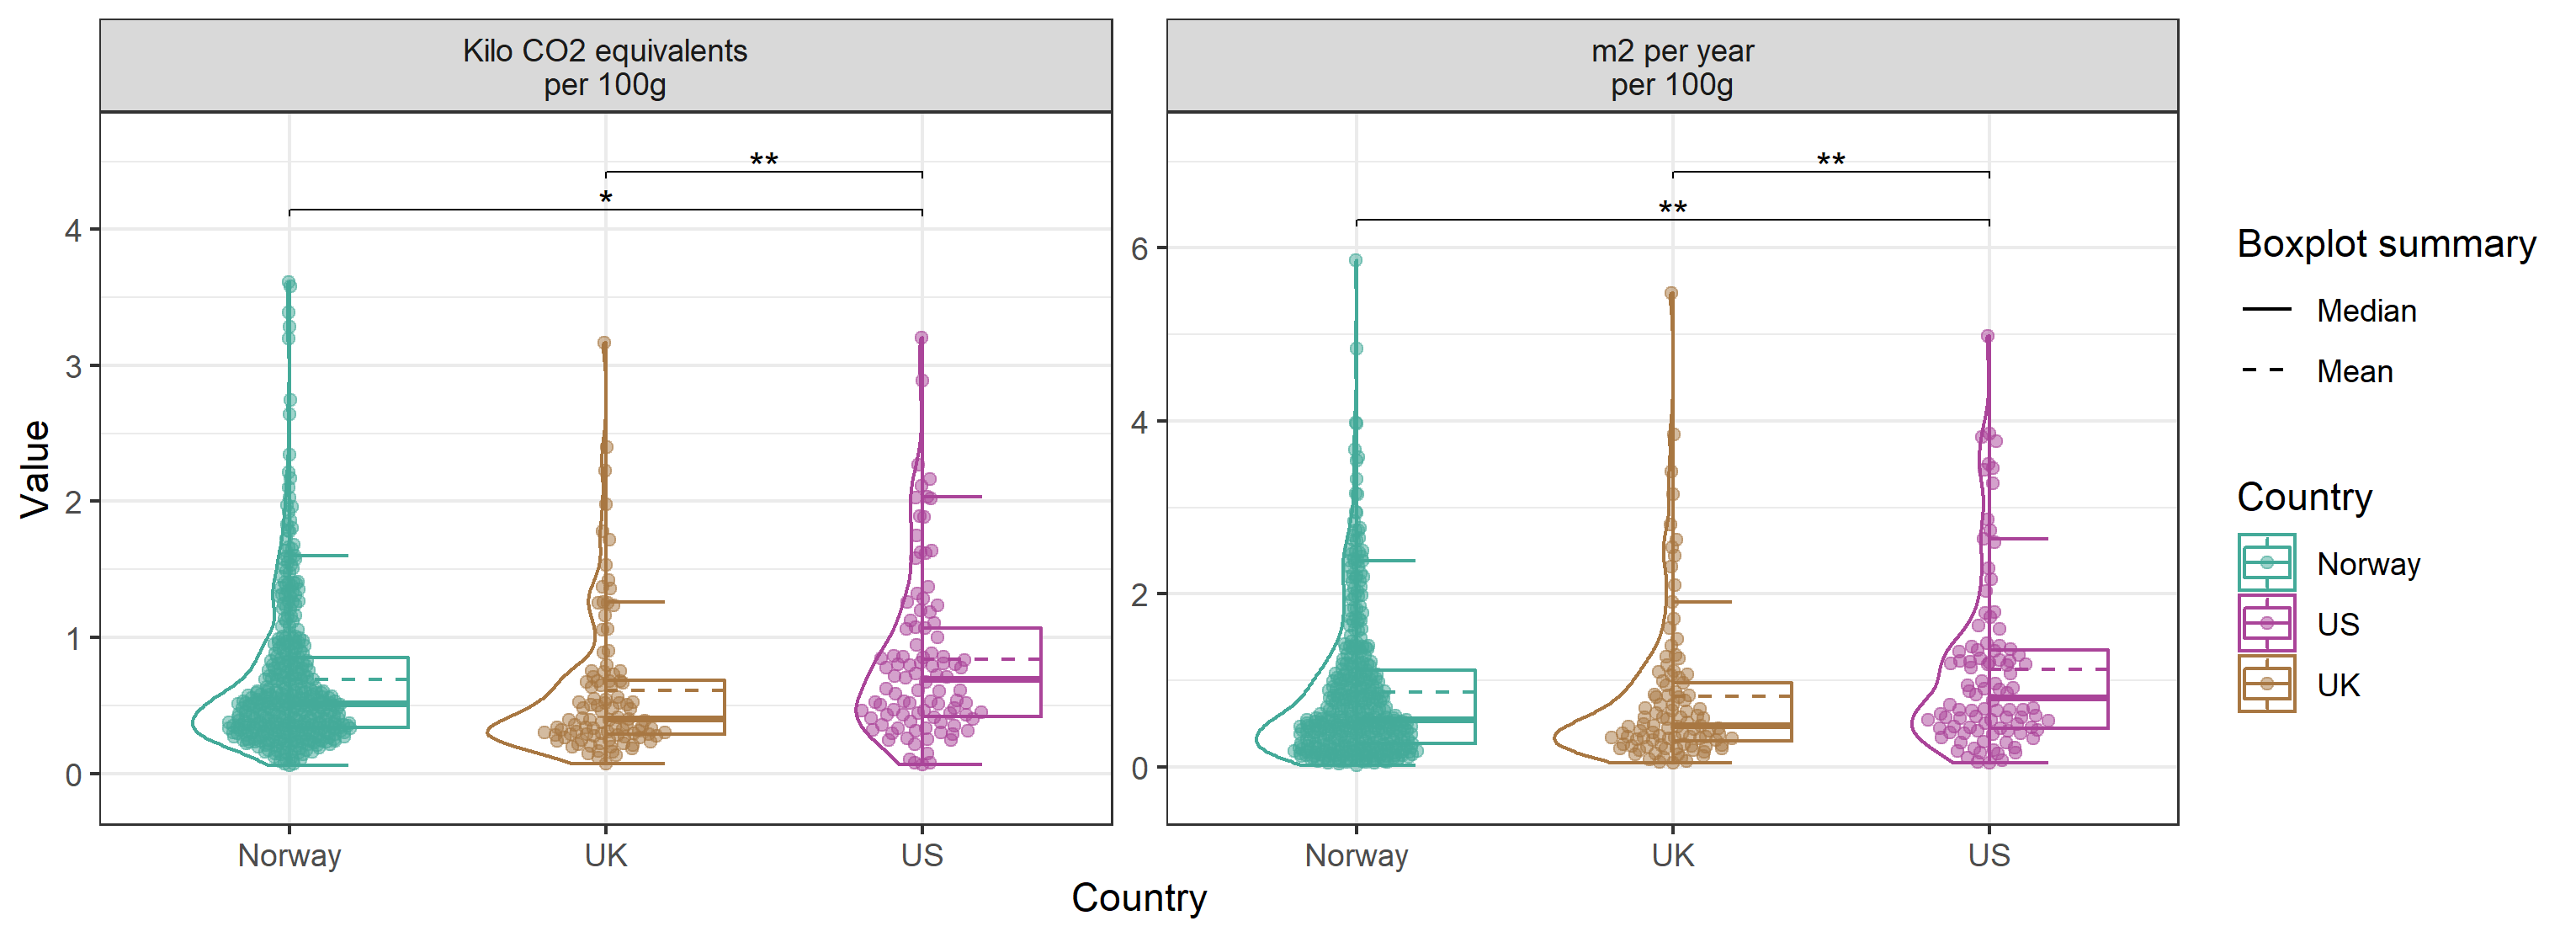 Kilo CO2 equivalents
per 100g
m2 per year
per 100g
**
*
**
**
4
3
2
1
0
6
4
2
0
Value
Norway
UK
US
Norway
UK
US
Country
Boxplot summary
Median
Mean
Country
Norway
US
UK